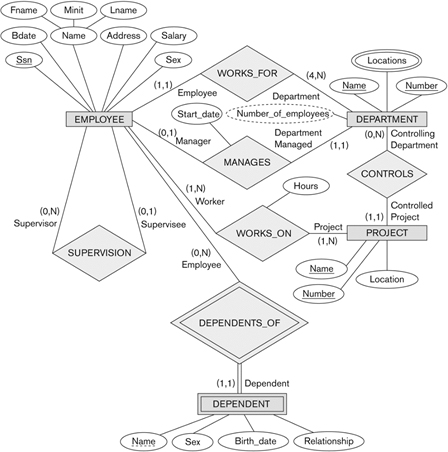 Fname
Minit
Lname
Bdate
Name
Address
Salary
Ssn
Sex
WORKS_FOR
(1,1)
Employee
(4,N)
Department
Locations
Name
Number
EMPLOYEE
Start_date
Number_of_employees
DEPARTMENT
(0,1)
Manager
MANAGES
Department
Managed
(1,1)
(0,N)
Controlling
Department
CONTROLS
(1,N)
Worker
Hours
(0,N)
Supervisor
(0,1)
Supervisee
SUPERVISION
WORKS_ON
Project
(1,N)
(1,1)
Controlled
Project
PROJECT
(0,N)
Employee
Name
Number
Location
DEPENDENTS_OF
(1,1)
Dependent
DEPENDENT
Name
Sex
Birth_date
Relationship